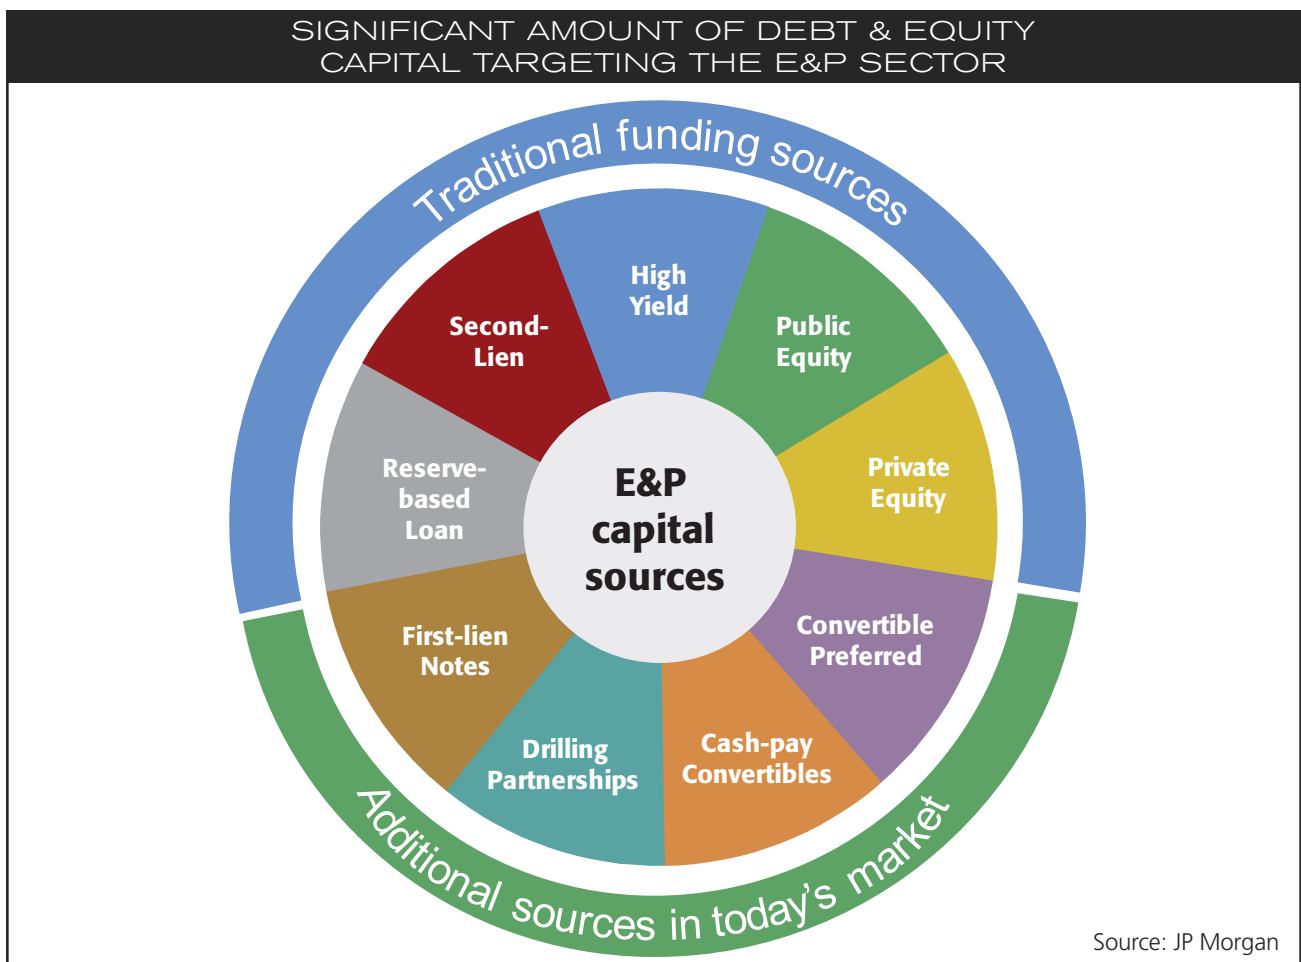 SIGNIFICANT AMOUNT OF DEBT & EQUITY
CAPITAL TARGETING THE E&P SECTOR
Traditional funding sources
High
Yield
Public
Equity
Private
Equity
Convertible
Preferred
Cash-pay
Convertibles
Drilling
Partnerships
First-lien
Notes
Reserve-
based
Loan
Second-
Lien
E&P
capital
sources
Additional sources in today's market
Source: JP Morgan